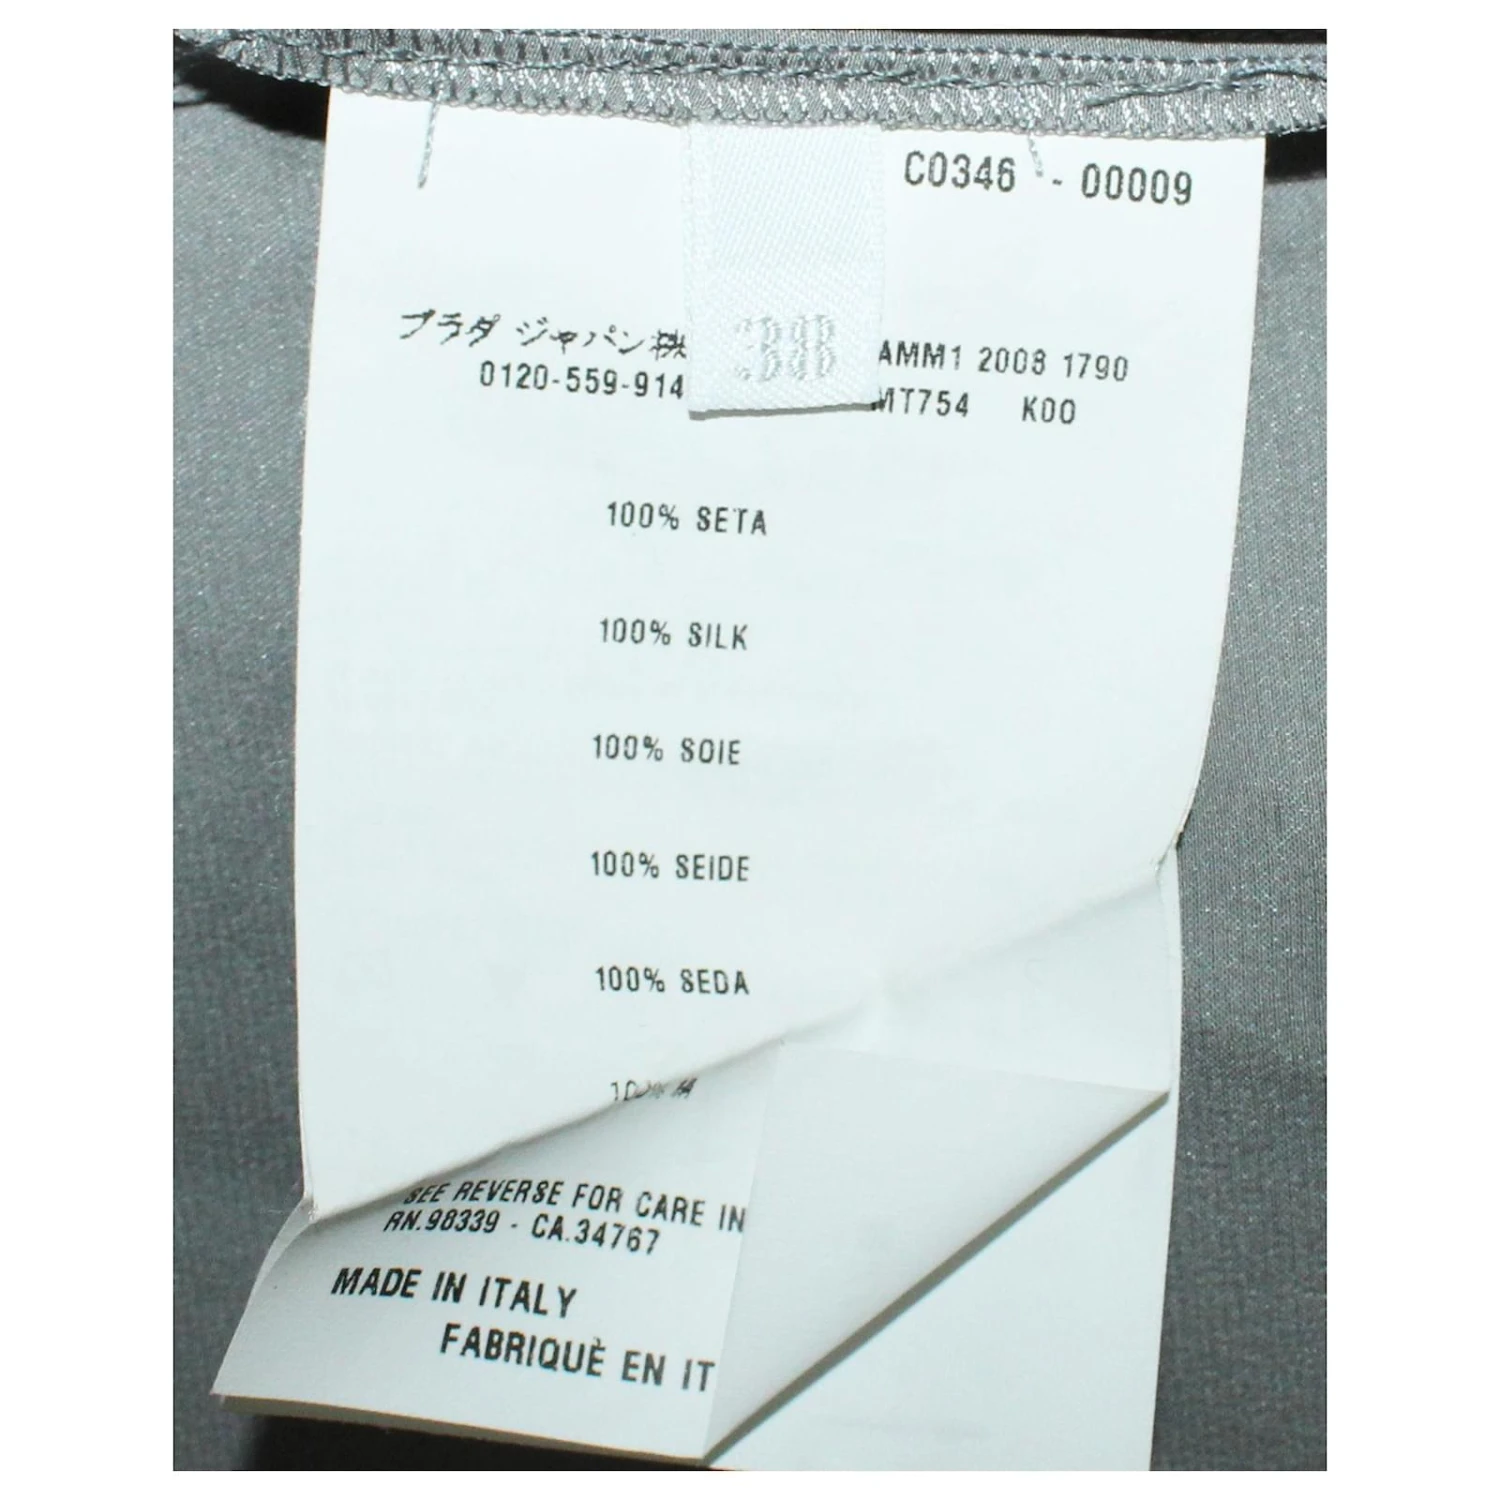 C0346 - 00009
プラダ ジャパン株
AMM1 2008 1790
0120-559-914
MT754 K00
100% SETA
100% SILK
100% SOIE
100% SEIDE
100% SEDA
100%
SEE REVERSE FOR CARE IN
RN.98339 - CA.34767
MADE IN ITALY
FABRIQUÈ EN IT